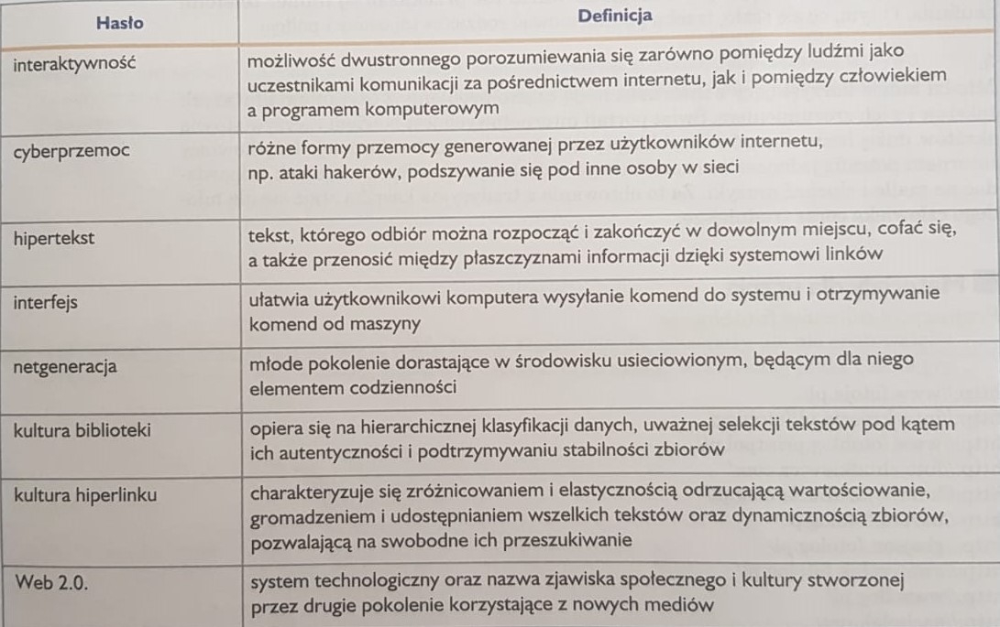 Hasło
Definicja
interaktywność
możliwość dwustronnego porozumiewania się zarówno pomiędzy ludźmi jako
uczestnikami komunikacji za pośrednictwem internetu, jak i pomiędzy człowiekiem
a programem komputerowym
cyberprzemoc
różne formy przemocy generowanej przez użytkowników internetu,
np. ataki hakerów, podszywanie się pod inne osoby w sieci
hipertekst
tekst, którego odbiór można rozpocząć i zakończyć w dowolnym miejscu, cofać się,
a także przenosić między płaszczyznami informacji dzięki systemowi linków
interfejs
ułatwia użytkownikowi komputera wysyłanie komend do systemu i otrzymywanie
komend od maszyny
netgeneracja
młode pokolenie dorastające w środowisku usieciowionym, będącym dla niego
elementem codzienności
kultura biblioteki
opiera się na hierarchicznej klasyfikacji danych, uważnej selekcji tekstów pod kątem
ich autentyczności i podtrzymywaniu stabilności zbiorów
kultura hiperlinku
charakteryzuje się zróżnicowaniem i elastycznością odrzucającą wartościowanie,
gromadzeniem i udostępnianiem wszelkich tekstów oraz dynamicznością zbiorów,
pozwalającą na swobodne ich przeszukiwanie
Web 2.0.
system technologiczny oraz nazwa zjawiska społecznego i kultury stworzonej
przez drugie pokolenie korzystające z nowych mediów